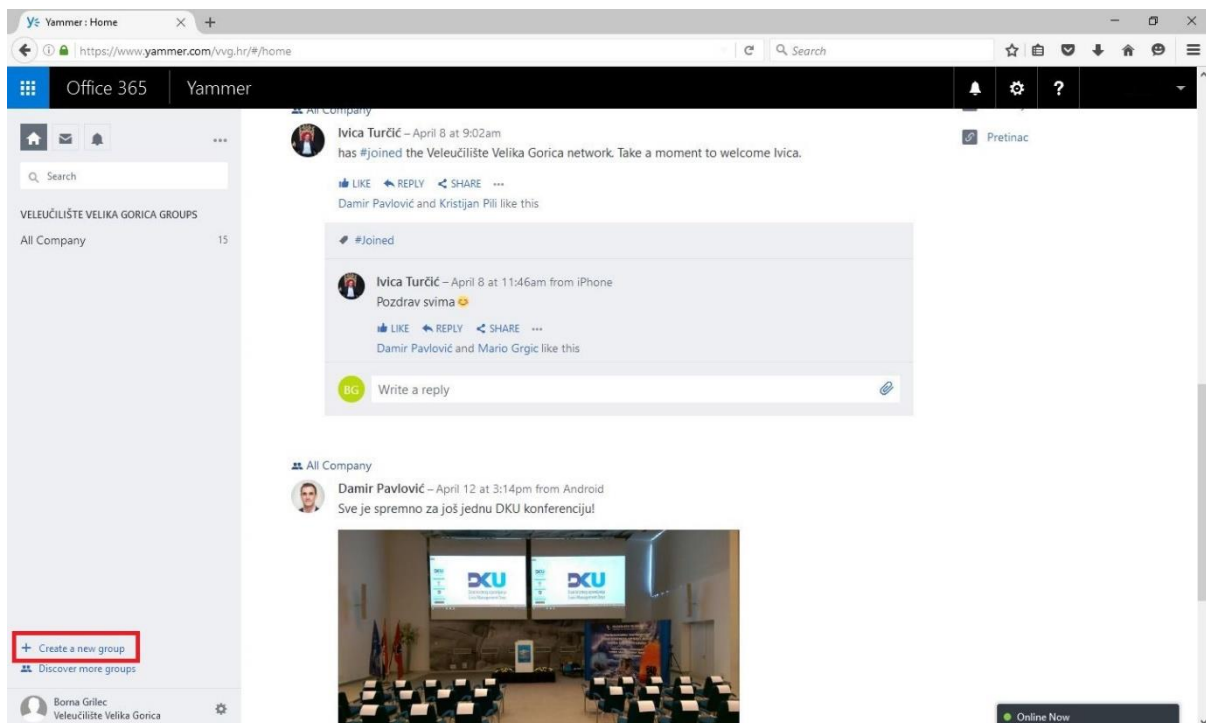 Yammer : Home
https://www.yammer.com/vvg.hr/#/home
Search
Office 365 Yammer
?
Search
VELEUČILIŠTE VELIKA GORICA GROUPS
All Company 15
+ Create a new group
Discover more groups
Borna Grilec
Veleučilište Velika Gorica
All Company
Ivica Turčić – April 8 at 9:02am
has #joined the Veleučilište Velika Gorica network. Take a moment to welcome Ivica.
LIKE REPLY SHARE ...
Damir Pavlović and Kristijan Pili like this
#Joined
Ivica Turčić – April 8 at 11:46am from iPhone
Pozdrav svima 😊
LIKE REPLY SHARE ...
Damir Pavlović and Mario Grgic like this
BG Write a reply
All Company
Damir Pavlović – April 12 at 3:14pm from Android
Sve je spremno za još jednu DKU konferenciju!
DKU DKU
Pretinac
Online Now